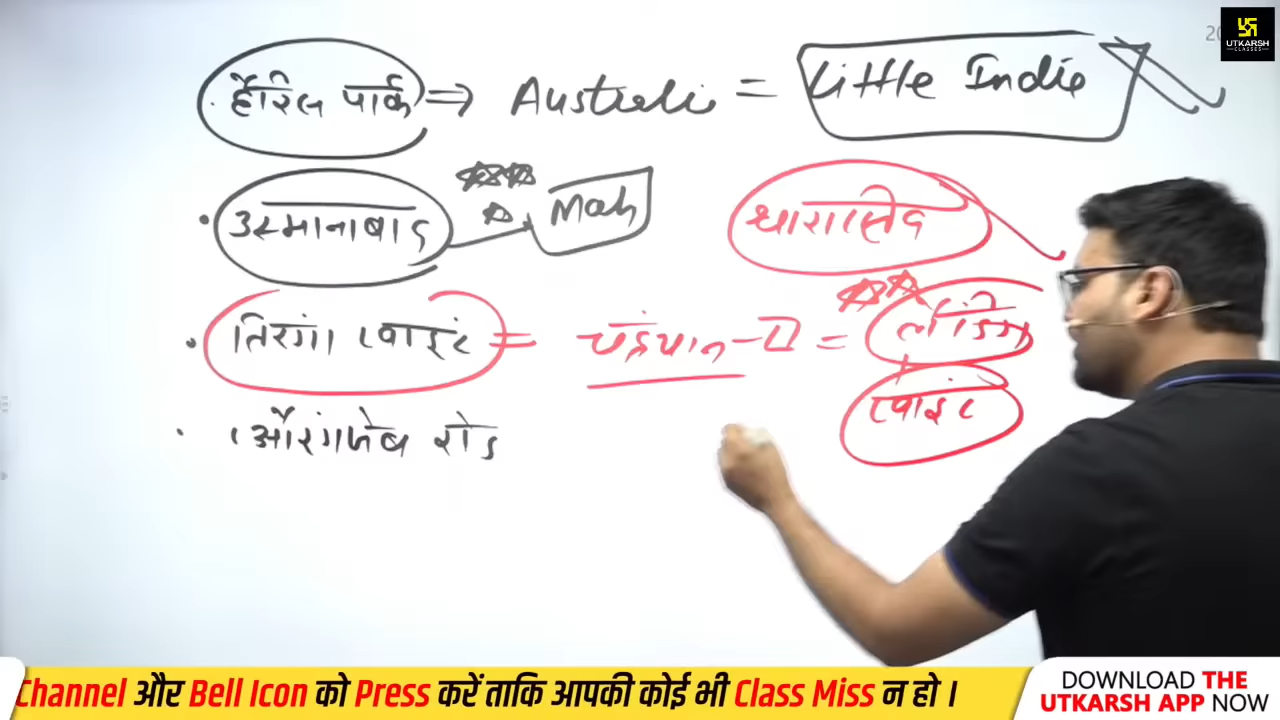 UTKARSH
CLASSES
हैरिस पार्क ⇒ Australi = Little India
• उस्मानाबाद Mah धाराशिव
• तिरंगा प्वाइंट = चंद्रयान-2 = लैंडिंग
प्वाइंट
• औरंगजेब रोड
Channel और Bell Icon को Press करें ताकि आपकी कोई भी Class Miss न हो ।
DOWNLOAD THE
UTKARSH APP NOW